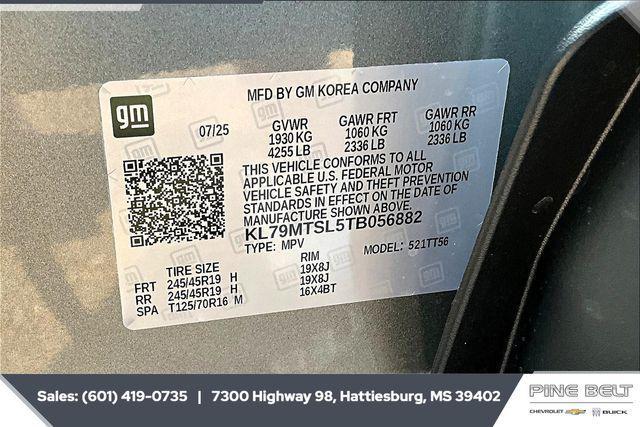 MFD BY GM KOREA COMPANY
gm
07/25
GVWR GAWR FRT GAWR RR
1930 KG 1060 KG 1060 KG
4255 LB 2336 LB 2336 LB
THIS VEHICLE CONFORMS TO ALL
APPLICABLE U.S. FEDERAL MOTOR
VEHICLE SAFETY AND THEFT PREVENTION
STANDARDS IN EFFECT ON THE DATE OF
MANUFACTURE SHOWN ABOVE.
KL79MTSL5TB056882
TYPE: MPV MODEL: 521TT56
TIRE SIZE RIM
FRT 245/45R19 H 19X8J
RR 245/45R19 H 19X8J
SPA T125/70R16 M 16X4BT
Sales: (601) 419-0735 | 7300 Highway 98, Hattiesburg, MS 39402
PINE BELT
CHEVROLET BUICK